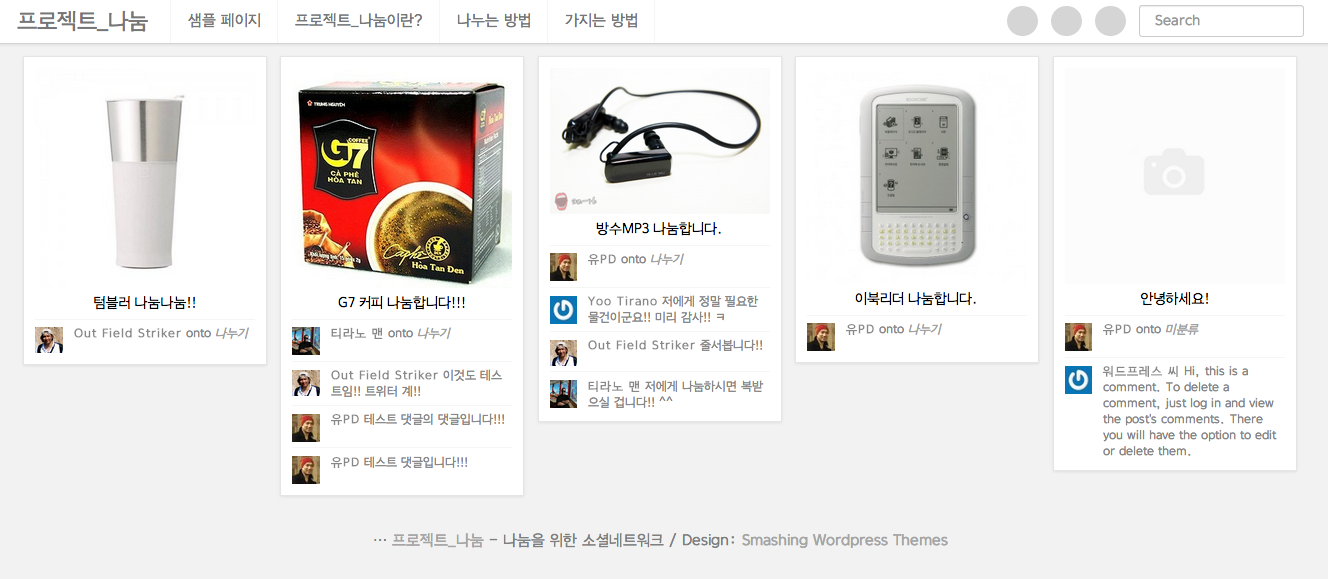 프로젝트_나눔
샘플 페이지
프로젝트_나눔이란?
나누는 방법
가지는 방법
Search
텀블러 나눔나눔!!
Out Field Striker onto 나누기
TRUNG NGUYÊN
COFFEE
G7
CÀ PHÊ
HÒA TAN
Caphe
Hòa Tan Đen
G7 커피 나눔합니다!!!
티라노 맨 onto 나누기
Out Field Striker 이것도 테스
트임!! 트위터 계!!
유PD 테스트 댓글의 댓글입니다!!!
유PD 테스트 댓글입니다!!!
방수MP3 나눔합니다.
유PD onto 나누기
Yoo Tirano 저에게 정말 필요한
물건이군요!! 미리 감사!! ㅋ
Out Field Striker 줄서봅니다!!
티라노 맨 저에게 나눔하시면 복받
으실 겁니다!! ^^
이북리더 나눔합니다.
유PD onto 나누기
안녕하세요!
유PD onto 미분류
워드프레스 씨 Hi, this is a
comment. To delete a
comment, just log in and view
the post's comments. There
you will have the option to edit
or delete them.
… 프로젝트_나눔 - 나눔을 위한 소셜네트워크 / Design: Smashing Wordpress Themes